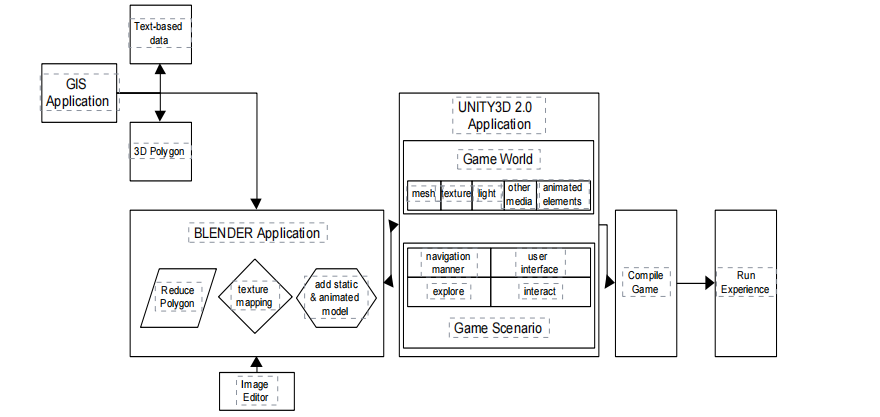 Text-based
data
GIS
Application
3D Polygon
BLENDER Application
Reduce
Polygon
texture
mapping
add static
& animated
model
Image
Editor
UNITY3D 2.0
Application
Game World
mesh
texture
light
other
media
animated
elements
navigation
manner
user
interface
explore
interact
Game Scenario
Compile
Game
Run
Experience